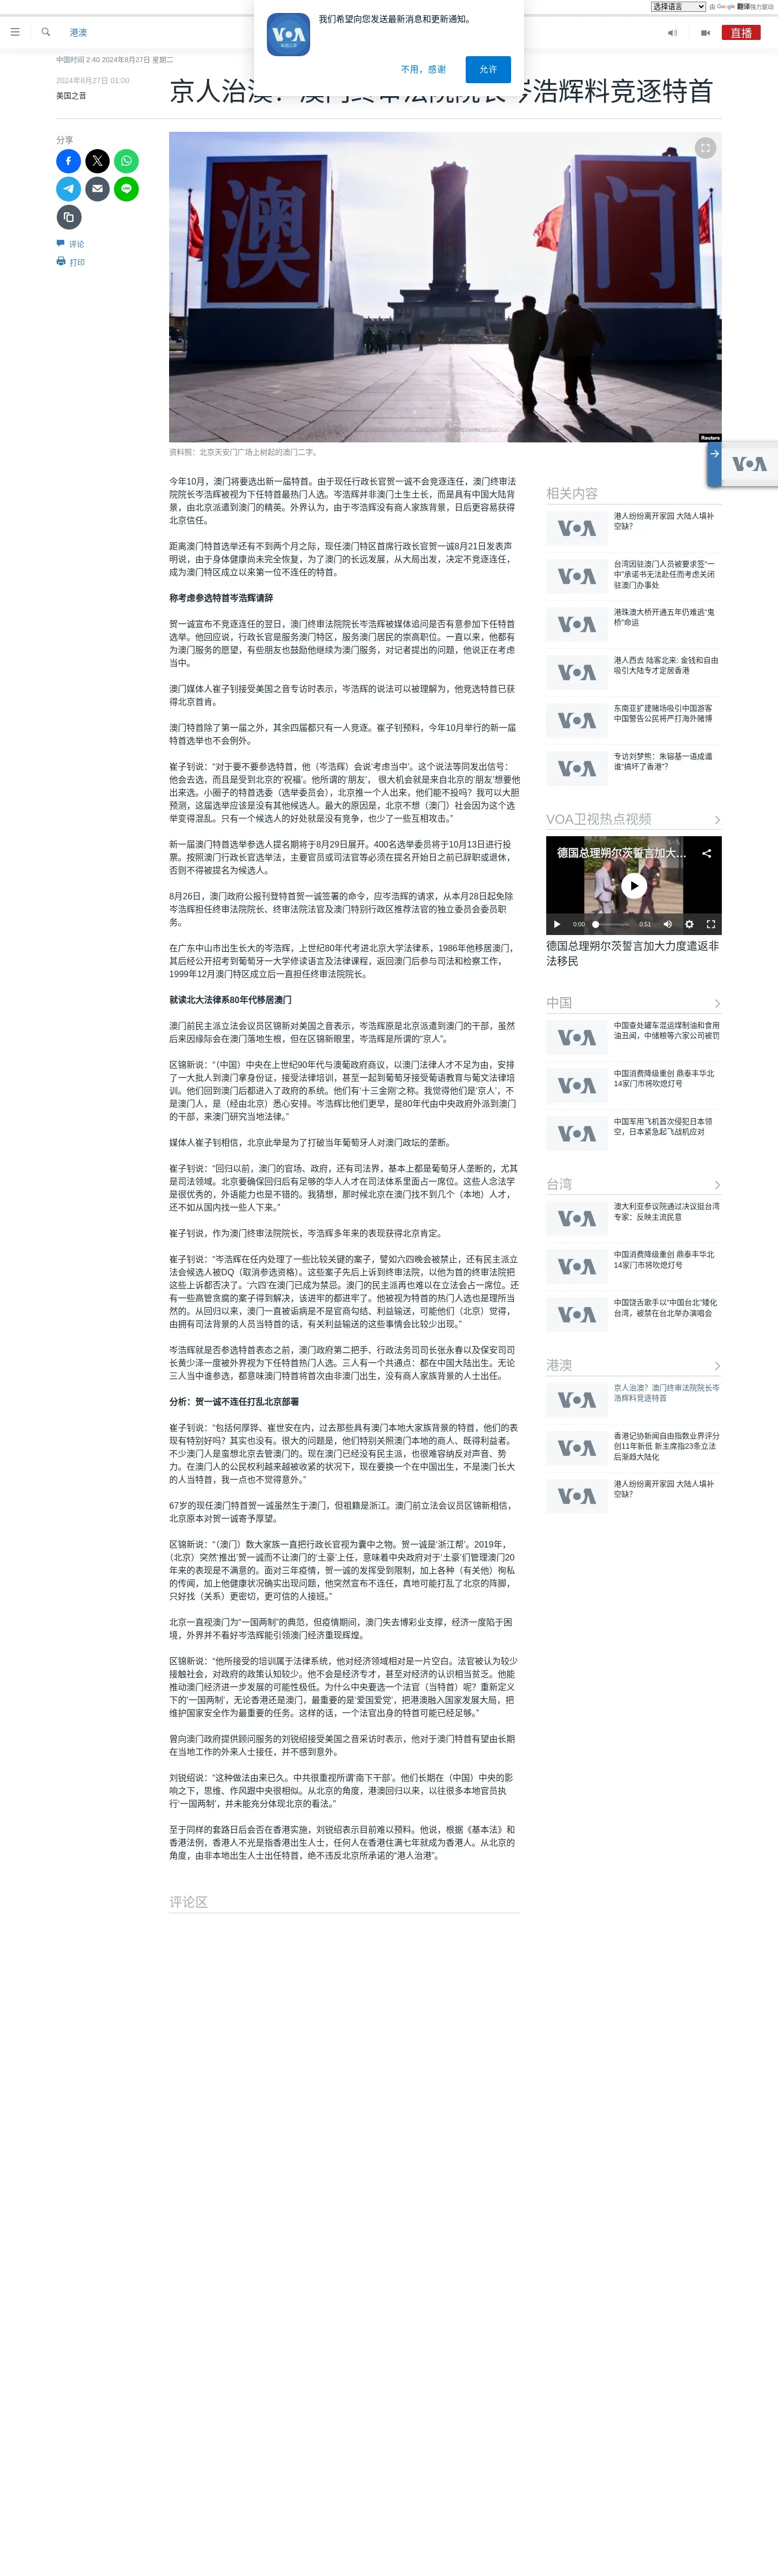 选择语言
由 Google 翻译强力驱动
港澳
直播
VOA
美国之音
我们希望向您发送最新消息和更新通知。
不用，感谢
允许
中国时间 2:40 2024年8月27日 星期二
2024年8月27日 01:00
美国之音
京人治澳？澳门终审法院院长岑浩辉料竞逐特首
分享
评论
打印
澳
门
Reuters
资料照：北京天安门广场上树起的澳门二字。
今年10月，澳门将要选出新一届特首。由于现任行政长官贺一诚不会竞逐连任，澳门终审法
院院长岑浩辉被视为下任特首最热门人选。岑浩辉并非澳门土生土长，而是具有中国大陆背
景，由北京派遣到澳门的精英。外界认为，由于岑浩辉没有商人家族背景，日后更容易获得
北京信任。
距离澳门特首选举还有不到两个月之际，现任澳门特区首席行政长官贺一诚8月21日发表声
明说，由于身体健康尚未完全恢复，为了澳门的长远发展，从大局出发，决定不竞逐连任，
成为澳门特区成立以来第一位不连任的特首。
称考虑参选特首岑浩辉请辞
贺一诚宣布不竞逐连任的翌日，澳门终审法院院长岑浩辉被媒体追问是否有意参加下任特首
选举。他回应说，行政长官是服务澳门特区，服务澳门居民的崇高职位。一直以来，他都有
为澳门服务的愿望，有些朋友也鼓励他继续为澳门服务，对记者提出的问题，他说正在考虑
当中。
澳门媒体人崔子钊接受美国之音专访时表示，岑浩辉的说法可以被理解为，他竞选特首已获
得北京首肯。
澳门特首除了第一届之外，其余四届都只有一人竞逐。崔子钊预料，今年10月举行的新一届
特首选举也不会例外。
崔子钊说：“对于要不要参选特首，他（岑浩辉）会说‘考虑当中’。这个说法等同发出信号：
他会去选，而且是受到北京的‘祝福’。他所谓的‘朋友’， 很大机会就是来自北京的‘朋友’想要他
出来选。小圈子的特首选委（选举委员会），北京推一个人出来，他们能不投吗？我可以大胆
预测，这届选举应该是没有其他候选人。最大的原因是，北京不想（澳门）社会因为这个选
举变得混乱。只有一个候选人的好处就是没有竞争，也少了一些互相攻击。”
新一届澳门特首选举参选人提名期将于8月29日展开。400名选举委员将于10月13日进行投
票。按照澳门行政长官选举法，主要官员或司法官等必须在提名开始日之前已辞职或退休，
否则不得被提名为候选人。
8月26日，澳门政府公报刊登特首贺一诚签署的命令，应岑浩辉的请求，从本月28日起免除
岑浩辉担任终审法院院长、终审法院法官及澳门特别行政区推荐法官的独立委员会委员职
务。
在广东中山市出生长大的岑浩辉，上世纪80年代考进北京大学法律系，1986年他移居澳门，
其后经公开招考到葡萄牙一大学修读语言及法律课程，返回澳门后参与司法和检察工作，
1999年12月澳门特区成立后一直担任终审法院院长。
就读北大法律系80年代移居澳门
澳门前民主派立法会议员区锦新对美国之音表示，岑浩辉原是北京派遣到澳门的干部，虽然
后来因缘际会在澳门落地生根，但在区锦新眼里，岑浩辉是所谓的“京人”。
区锦新说：“（中国）中央在上世纪90年代与澳葡政府商议，以澳门法律人才不足为由，安排
了一大批人到澳门拿身份证，接受法律培训，甚至一起到葡萄牙接受葡语教育与葡文法律培
训。他们回到澳门后都进入了政府的系统。他们有‘十三金刚’之称。我觉得他们是‘京人’，不
是澳门人，是（经由北京）悉心安排。岑浩辉比他们更早，是80年代由中央政府外派到澳门
的干部，来澳门研究当地法律。”
媒体人崔子钊相信，北京此举是为了打破当年葡萄牙人对澳门政坛的垄断。
崔子钊说：“回归以前，澳门的官场、政府，还有司法界，基本上都是葡萄牙人垄断的，尤其
是司法领域。北京要确保回归后有足够的华人人才在司法体系里面占一席位。这些人念法学
是很优秀的，外语能力也是不错的。我猜想，那时候北京在澳门找不到几个（本地）人才，
还不如从国内找一些人下来。”
崔子钊说，作为澳门终审法院院长，岑浩辉多年来的表现获得北京肯定。
崔子钊说：“岑浩辉在任内处理了一些比较关键的案子，譬如六四晚会被禁止，还有民主派立
法会候选人被DQ（取消参选资格）。这些案子先后上诉到终审法院，以他为首的终审法院把
这些上诉都否决了。‘六四’在澳门已成为禁忌。澳门的民主派再也难以在立法会占一席位。还
有一些高管贪腐的案子得到解决，该进牢的都进牢了。他被视为特首的热门人选也是理所当
然的。从回归以来，澳门一直被诟病是不是官商勾结、利益输送，可能他们（北京）觉得，
由拥有司法背景的人员当特首的话，有关利益输送的这些事情会比较少出现。”
岑浩辉就是否参选特首表态之前，澳门政府第二把手、行政法务司司长张永春以及保安司司
长黄少泽一度被外界视为下任特首热门人选。三人有一个共通点：都在中国大陆出生。无论
三人当中谁参选，都意味澳门特首将首次由非澳门出生，没有商人家族背景的人士出任。
分析：贺一诚不连任打乱北京部署
崔子钊说：“包括何厚铧、崔世安在内，过去那些具有澳门本地大家族背景的特首，他们的表
现有特别好吗？其实也没有。很大的问题是，他们特别关照澳门本地的商人、既得利益者。
不少澳门人是蛮想北京去管澳门的。现在澳门已经没有民主派，也很难容纳反对声音、势
力。在澳门人的公民权利越来越被收紧的状况下，现在要换一个在中国出生，不是澳门长大
的人当特首，我一点也不觉得意外。”
67岁的现任澳门特首贺一诚虽然生于澳门，但祖籍是浙江。澳门前立法会议员区锦新相信，
北京原本对贺一诚寄予厚望。
区锦新说：“（澳门）数大家族一直把行政长官视为囊中之物。贺一诚是‘浙江帮’。2019年，
（北京）突然‘推出’贺一诚而不让澳门的‘土豪’上任，意味着中央政府对于‘土豪’们管理澳门20
年来的表现是不满意的。面对三年疫情，贺一诚的发挥受到限制，加上各种（有关他）徇私
的传闻，加上他健康状况确实出现问题，他突然宣布不连任，真地可能打乱了北京的阵脚，
只好找（关系）更密切，更可信的人接班。”
北京一直视澳门为“一国两制”的典范，但疫情期间，澳门失去博彩业支撑，经济一度陷于困
境，外界并不看好岑浩辉能引领澳门经济重现辉煌。
区锦新说：“他所接受的培训属于法律系统，他对经济领域相对是一片空白。法官被认为较少
接触社会，对政府的政策认知较少。他不会是经济专才，甚至对经济的认识相当贫乏。他能
推动澳门经济进一步发展的可能性极低。为什么中央要选一个法官（当特首）呢？重新定义
下的‘一国两制’，无论香港还是澳门，最重要的是‘爱国爱党’，把港澳融入国家发展大局，把
维护国家安全作为最重要的任务。这样的话，一个法官出身的特首可能已经足够。”
曾向澳门政府提供顾问服务的刘锐绍接受美国之音采访时表示，他对于澳门特首有望由长期
在当地工作的外来人士接任，并不感到意外。
刘锐绍说：“这种做法由来已久。中共很重视所谓‘南下干部’。他们长期在（中国）中央的影
响之下，思维、作风跟中央很相似。从北京的角度，港澳回归以来，以往很多本地官员执
行‘一国两制’，并未能充分体现北京的看法。”
至于同样的套路日后会否在香港实施，刘锐绍表示目前难以预料。他说，根据《基本法》和
香港法例，香港人不光是指香港出生人士，任何人在香港住满七年就成为香港人。从北京的
角度，由非本地出生人士出任特首，绝不违反北京所承诺的“港人治港”。
评论区
VOA
相关内容
VOA
港人纷纷离开家园 大陆人填补
空缺?
VOA
台湾因驻澳门人员被要求签“一
中”承诺书无法赴任而考虑关闭
驻澳门办事处
VOA
港珠澳大桥开通五年仍难逃“鬼
桥”命运
VOA
港人西去 陆客北来: 金钱和自由
吸引大陆专才定居香港
VOA
东南亚扩建赌场吸引中国游客
中国警告公民将严打海外赌博
VOA
专访刘梦熊：朱镕基一语成谶
谁“搞坏了香港”？
VOA卫视热点视频
德国总理朔尔茨誓言加大...
0:00
0:51
德国总理朔尔茨誓言加大力度遣返非
法移民
中国
VOA
中国查处罐车混运煤制油和食用
油丑闻，中储粮等六家公司被罚
VOA
中国消费降级重创 鼎泰丰华北
14家门市将吹熄灯号
VOA
中国军用飞机首次侵犯日本领
空，日本紧急起飞战机应对
台湾
VOA
澳大利亚参议院通过决议挺台湾
专家：反映主流民意
VOA
中国消费降级重创 鼎泰丰华北
14家门市将吹熄灯号
VOA
中国饶舌歌手以“中国台北”矮化
台湾，被禁在台北举办演唱会
港澳
VOA
京人治澳？澳门终审法院院长岑
浩辉料竞逐特首
VOA
香港记协新闻自由指数业界评分
创11年新低 新主席指23条立法
后渐趋大陆化
VOA
港人纷纷离开家园 大陆人填补
空缺?